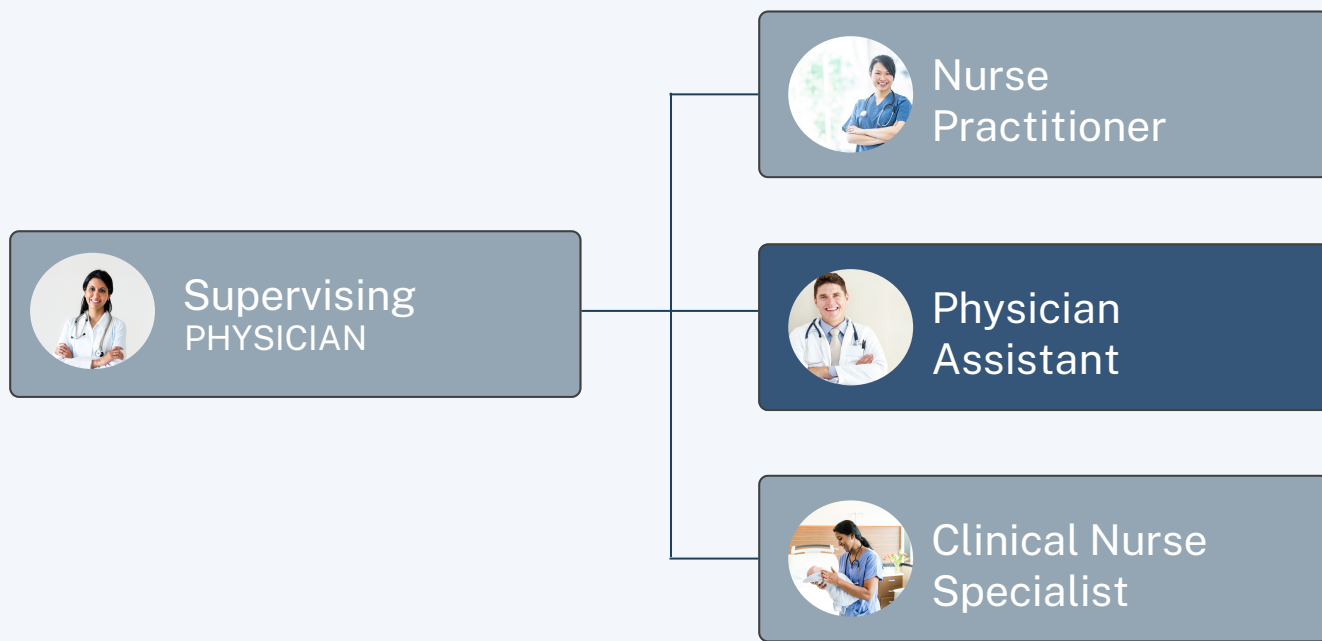 Nurse
Practitioner
Supervising
PHYSICIAN
Physician
Assistant
Clinical Nurse
Specialist